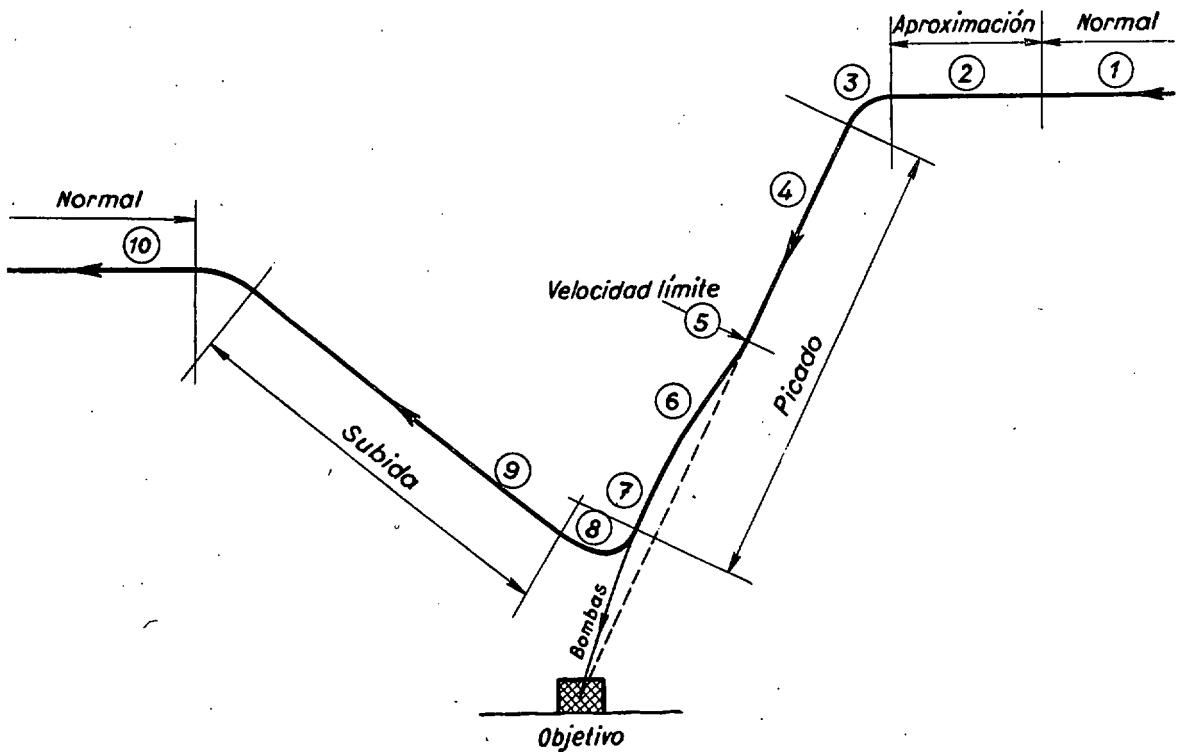 Aproximación
Normal
3
2
1
4
Normal
10
Velocidad límite
5
Picado
6
Subida
9
7
8
Bombas
Objetivo